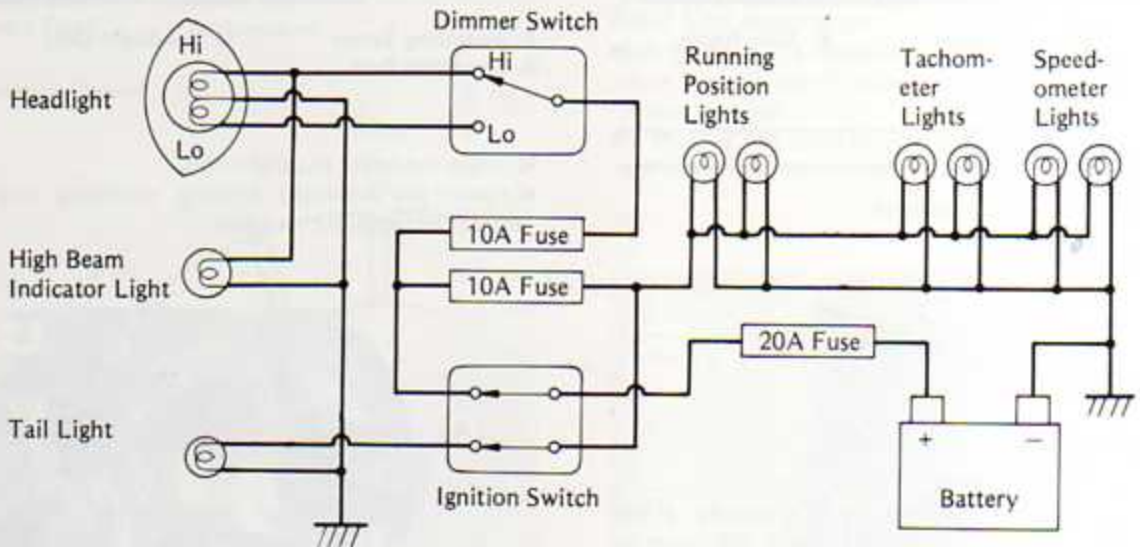 Dimmer Switch
Hi
Headlight
Lo
Hi
Lo
Running
Position
Lights
Tachom-
eter
Lights
Speed-
ometer
Lights
10A Fuse
High Beam
Indicator Light
10A Fuse
20A Fuse
Tail Light
Ignition Switch
+
−
Battery